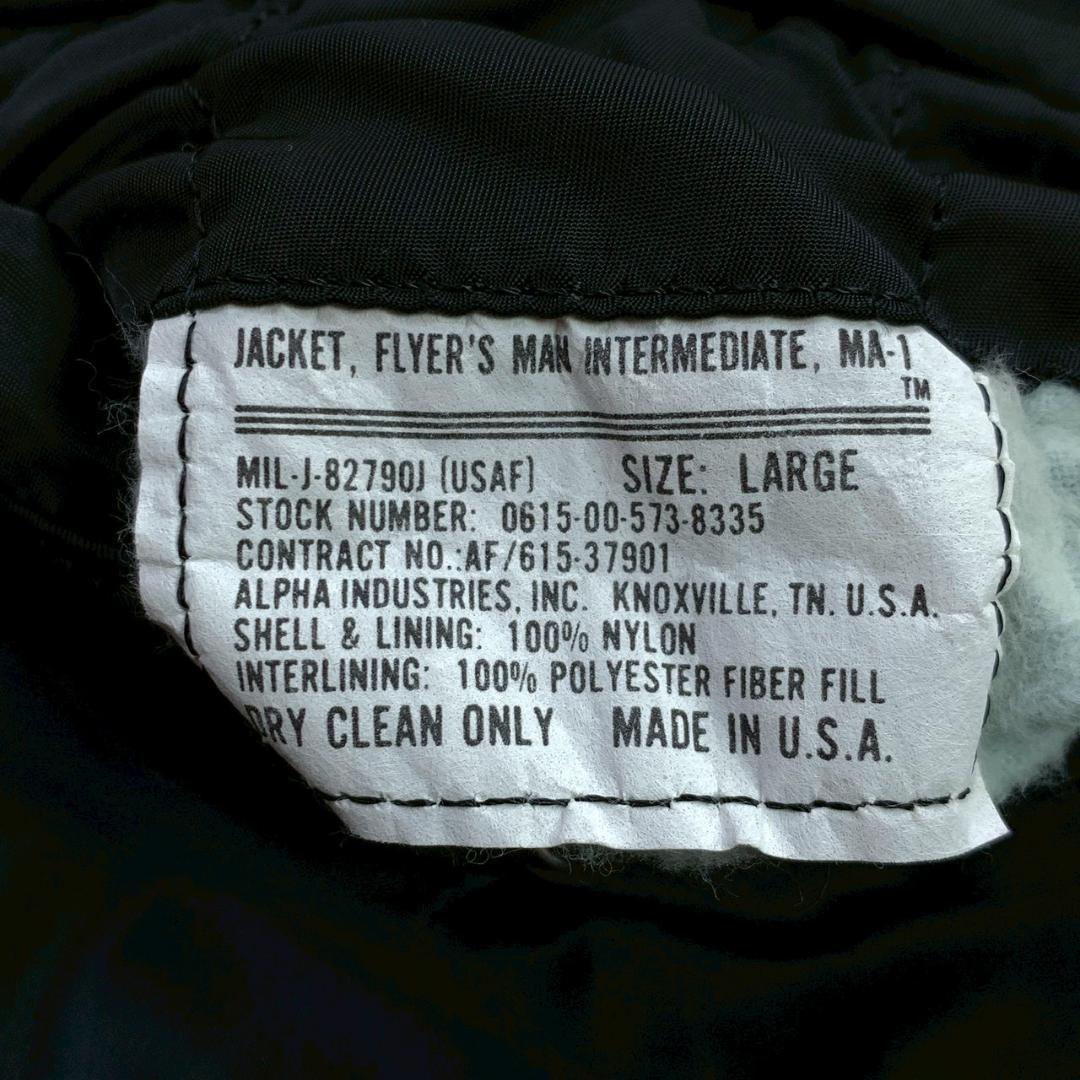 JACKET, FLYER'S MAN INTERMEDIATE, MA-1
TM
MIL-J-82790J (USAF) SIZE: LARGE
STOCK NUMBER: 0615-00-573-8335
CONTRACT NO.:AF/615-37901
ALPHA INDUSTRIES, INC. KNOXVILLE, TN. U.S.A.
SHELL & LINING: 100% NYLON
INTERLINING: 100% POLYESTER FIBER FILL
DRY CLEAN ONLY MADE IN U.S.A.